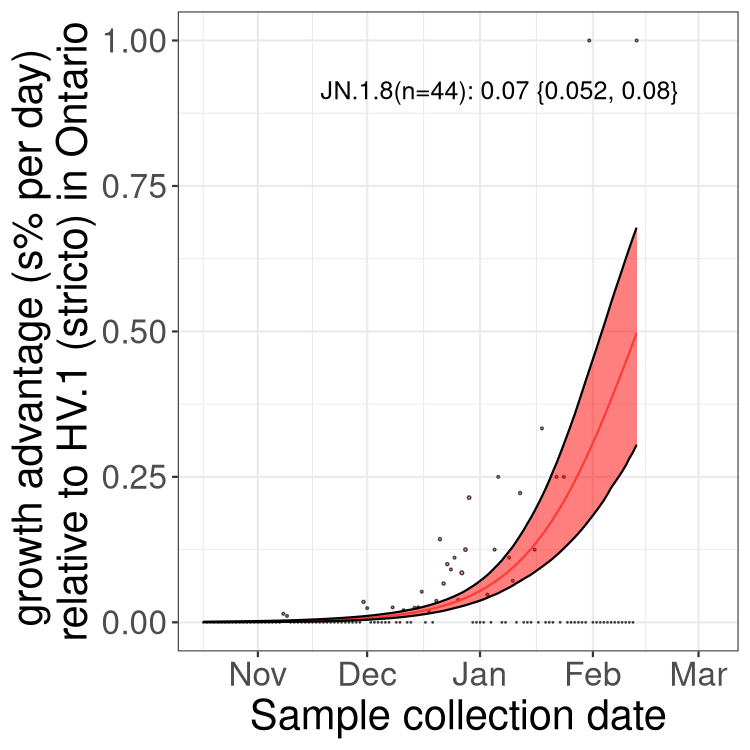 growth advantage (s% per day)
relative to HV.1 (stricto) in Ontario
1.00
0.75
0.50
0.25
0.00
JN.1.8(n=44): 0.07 {0.052, 0.08}
Nov Dec Jan Feb Mar
Sample collection date